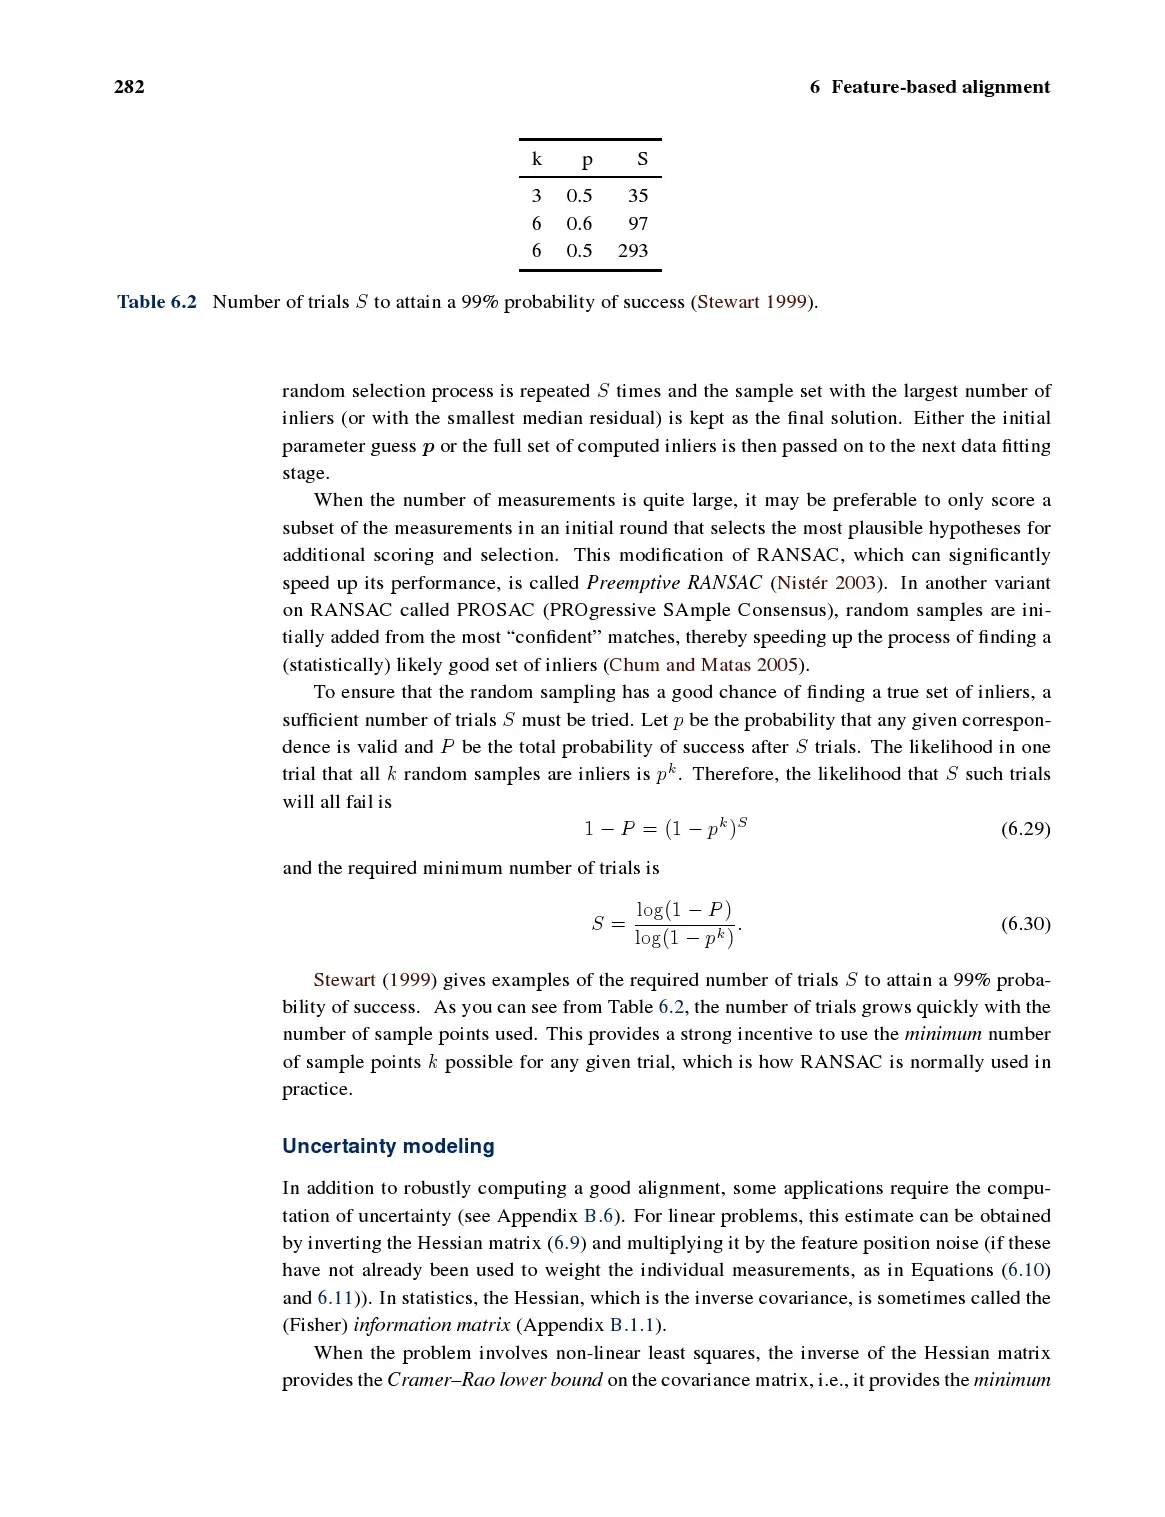 282 6 Feature-based alignment
k p S
3 0.5 35
6 0.6 97
6 0.5 293
Table 6.2 Number of trials S to attain a 99% probability of success (Stewart 1999).
random selection process is repeated S times and the sample set with the largest number of
inliers (or with the smallest median residual) is kept as the final solution. Either the initial
parameter guess p or the full set of computed inliers is then passed on to the next data fitting
stage.
When the number of measurements is quite large, it may be preferable to only score a
subset of the measurements in an initial round that selects the most plausible hypotheses for
additional scoring and selection. This modification of RANSAC, which can significantly
speed up its performance, is called Preemptive RANSAC (Nistér 2003). In another variant
on RANSAC called PROSAC (PROgressive SAmple Consensus), random samples are ini-
tially added from the most “confident” matches, thereby speeding up the process of finding a
(statistically) likely good set of inliers (Chum and Matas 2005).
To ensure that the random sampling has a good chance of finding a true set of inliers, a
sufficient number of trials S must be tried. Let p be the probability that any given correspon-
dence is valid and P be the total probability of success after S trials. The likelihood in one
trial that all k random samples are inliers is p^k. Therefore, the likelihood that S such trials
will all fail is
1 − P = (1 − p^k)^S (6.29)
and the required minimum number of trials is
S = log(1 − P) / log(1 − p^k). (6.30)
Stewart (1999) gives examples of the required number of trials S to attain a 99% proba-
bility of success. As you can see from Table 6.2, the number of trials grows quickly with the
number of sample points used. This provides a strong incentive to use the minimum number
of sample points k possible for any given trial, which is how RANSAC is normally used in
practice.
Uncertainty modeling
In addition to robustly computing a good alignment, some applications require the compu-
tation of uncertainty (see Appendix B.6). For linear problems, this estimate can be obtained
by inverting the Hessian matrix (6.9) and multiplying it by the feature position noise (if these
have not already been used to weight the individual measurements, as in Equations (6.10)
and 6.11)). In statistics, the Hessian, which is the inverse covariance, is sometimes called the
(Fisher) information matrix (Appendix B.1.1).
When the problem involves non-linear least squares, the inverse of the Hessian matrix
provides the Cramer–Rao lower bound on the covariance matrix, i.e., it provides the minimum